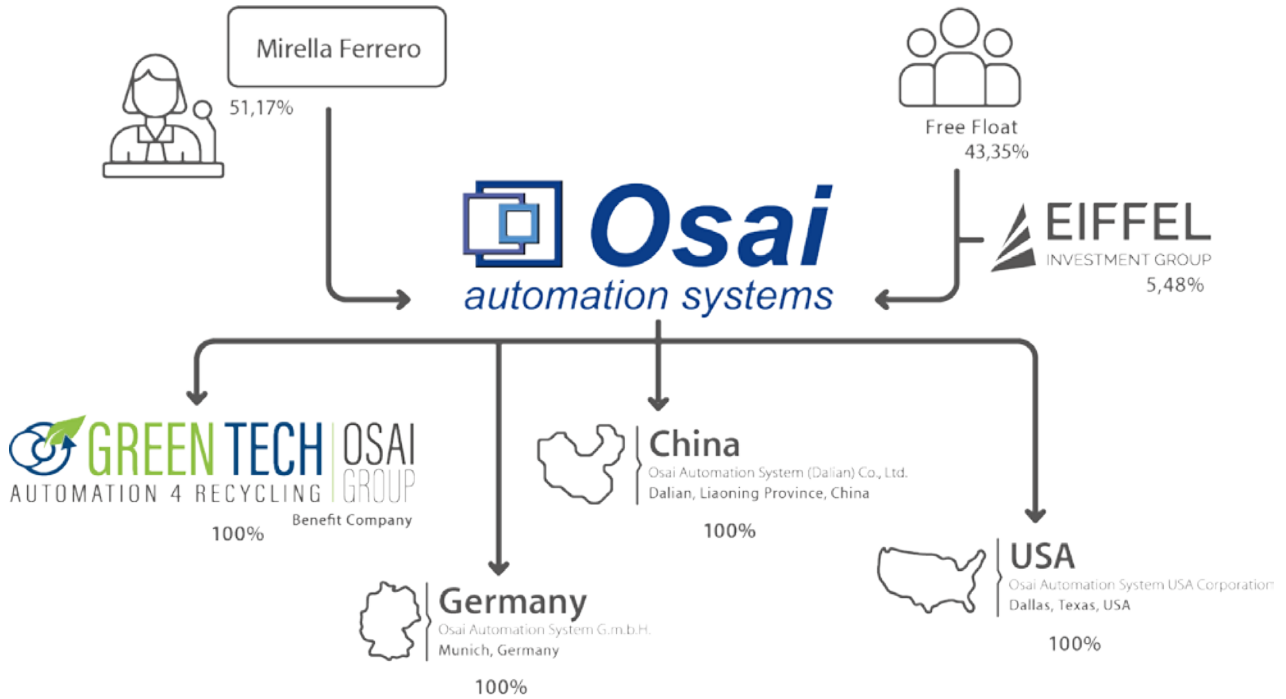 Mirella Ferrero
51,17%
Free Float
43,35%
Osai
automation systems
EIFFEL
INVESTMENT GROUP
5,48%
GREEN TECH
AUTOMATION 4 RECYCLING
OSAI
GROUP
Benefit Company
100%
China
Osai Automation System (Dalian) Co., Ltd.
Dalian, Liaoning Province, China
100%
Germany
Osai Automation System G.m.b.H.
Munich, Germany
100%
USA
Osai Automation System USA Corporation
Dallas, Texas, USA
100%